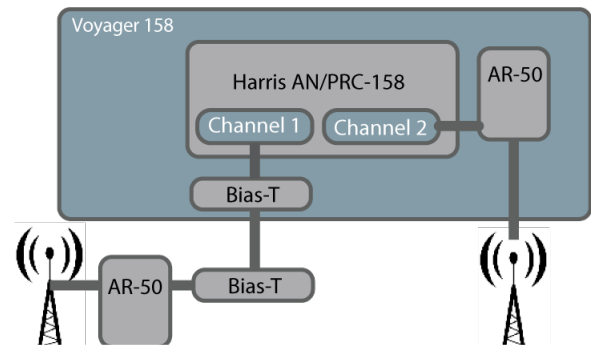 Voyager 158
Harris AN/PRC-158
AR-50
Channel 1
Channel 2
Bias-T
AR-50
Bias-T